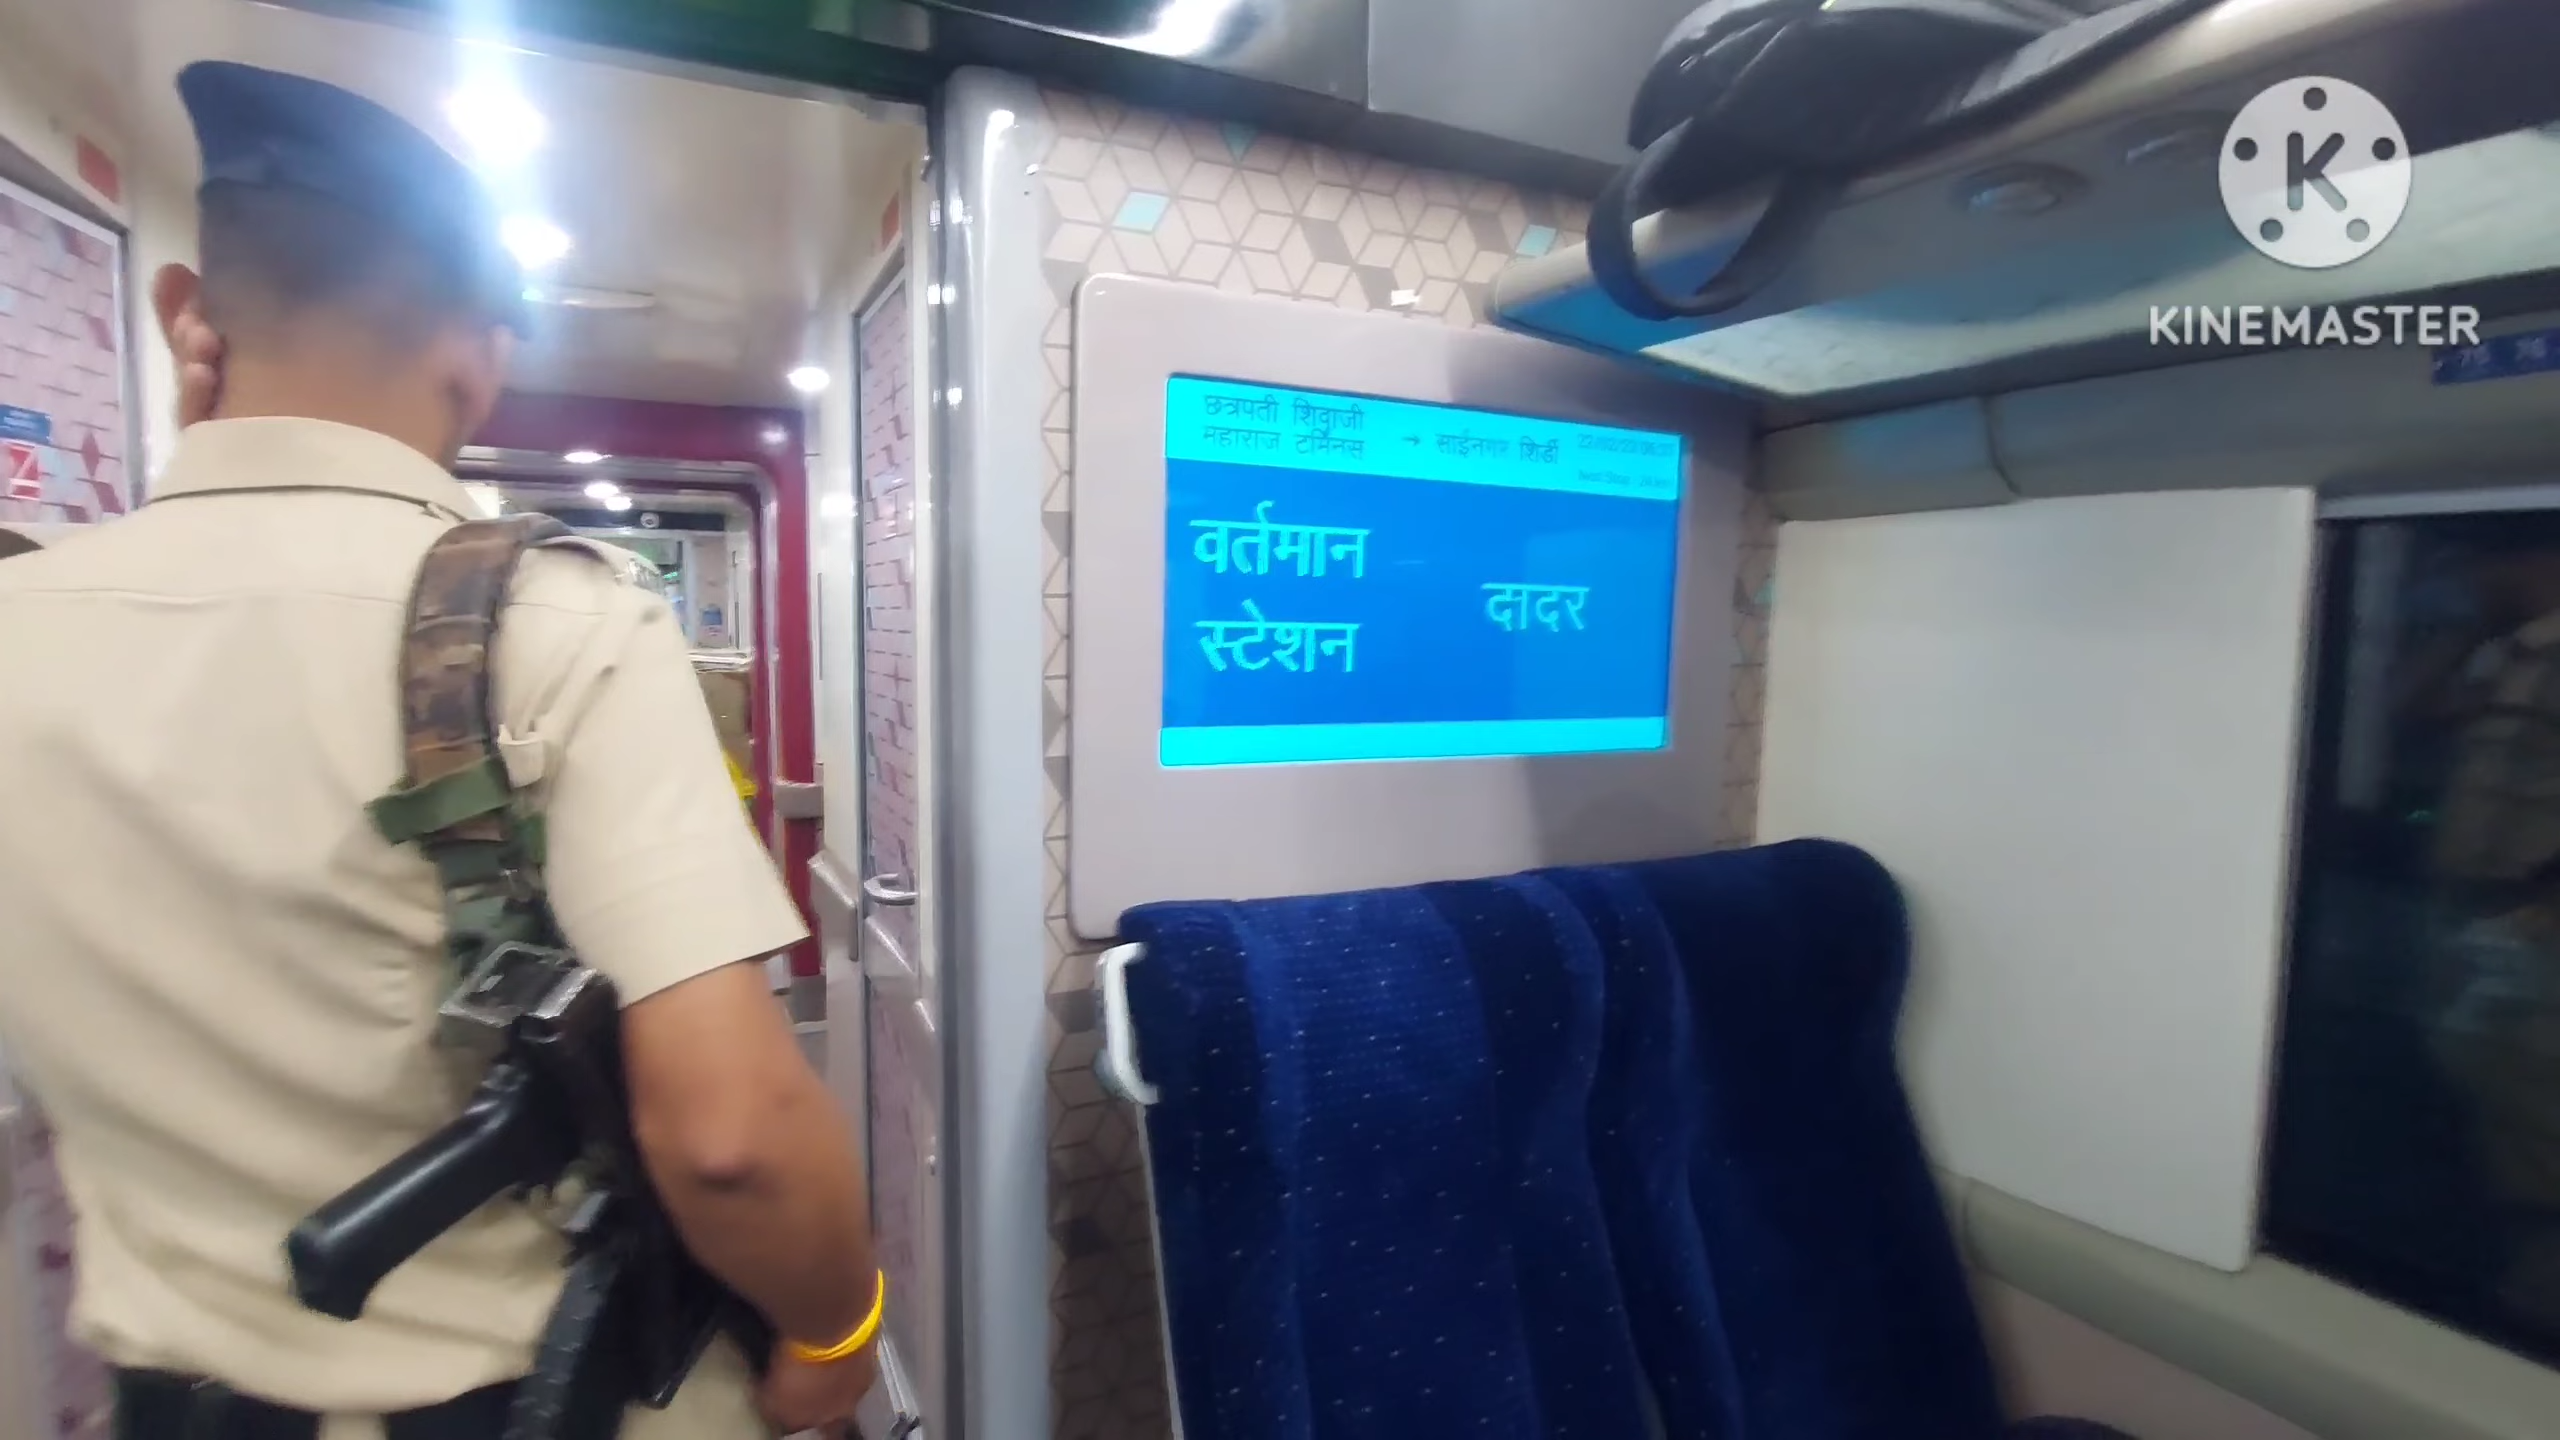 छत्रपती शिवाजी
महाराज टर्मिनस → साईनगर शिर्डी
वर्तमान
स्टेशन
दादर
K
KINEMASTER